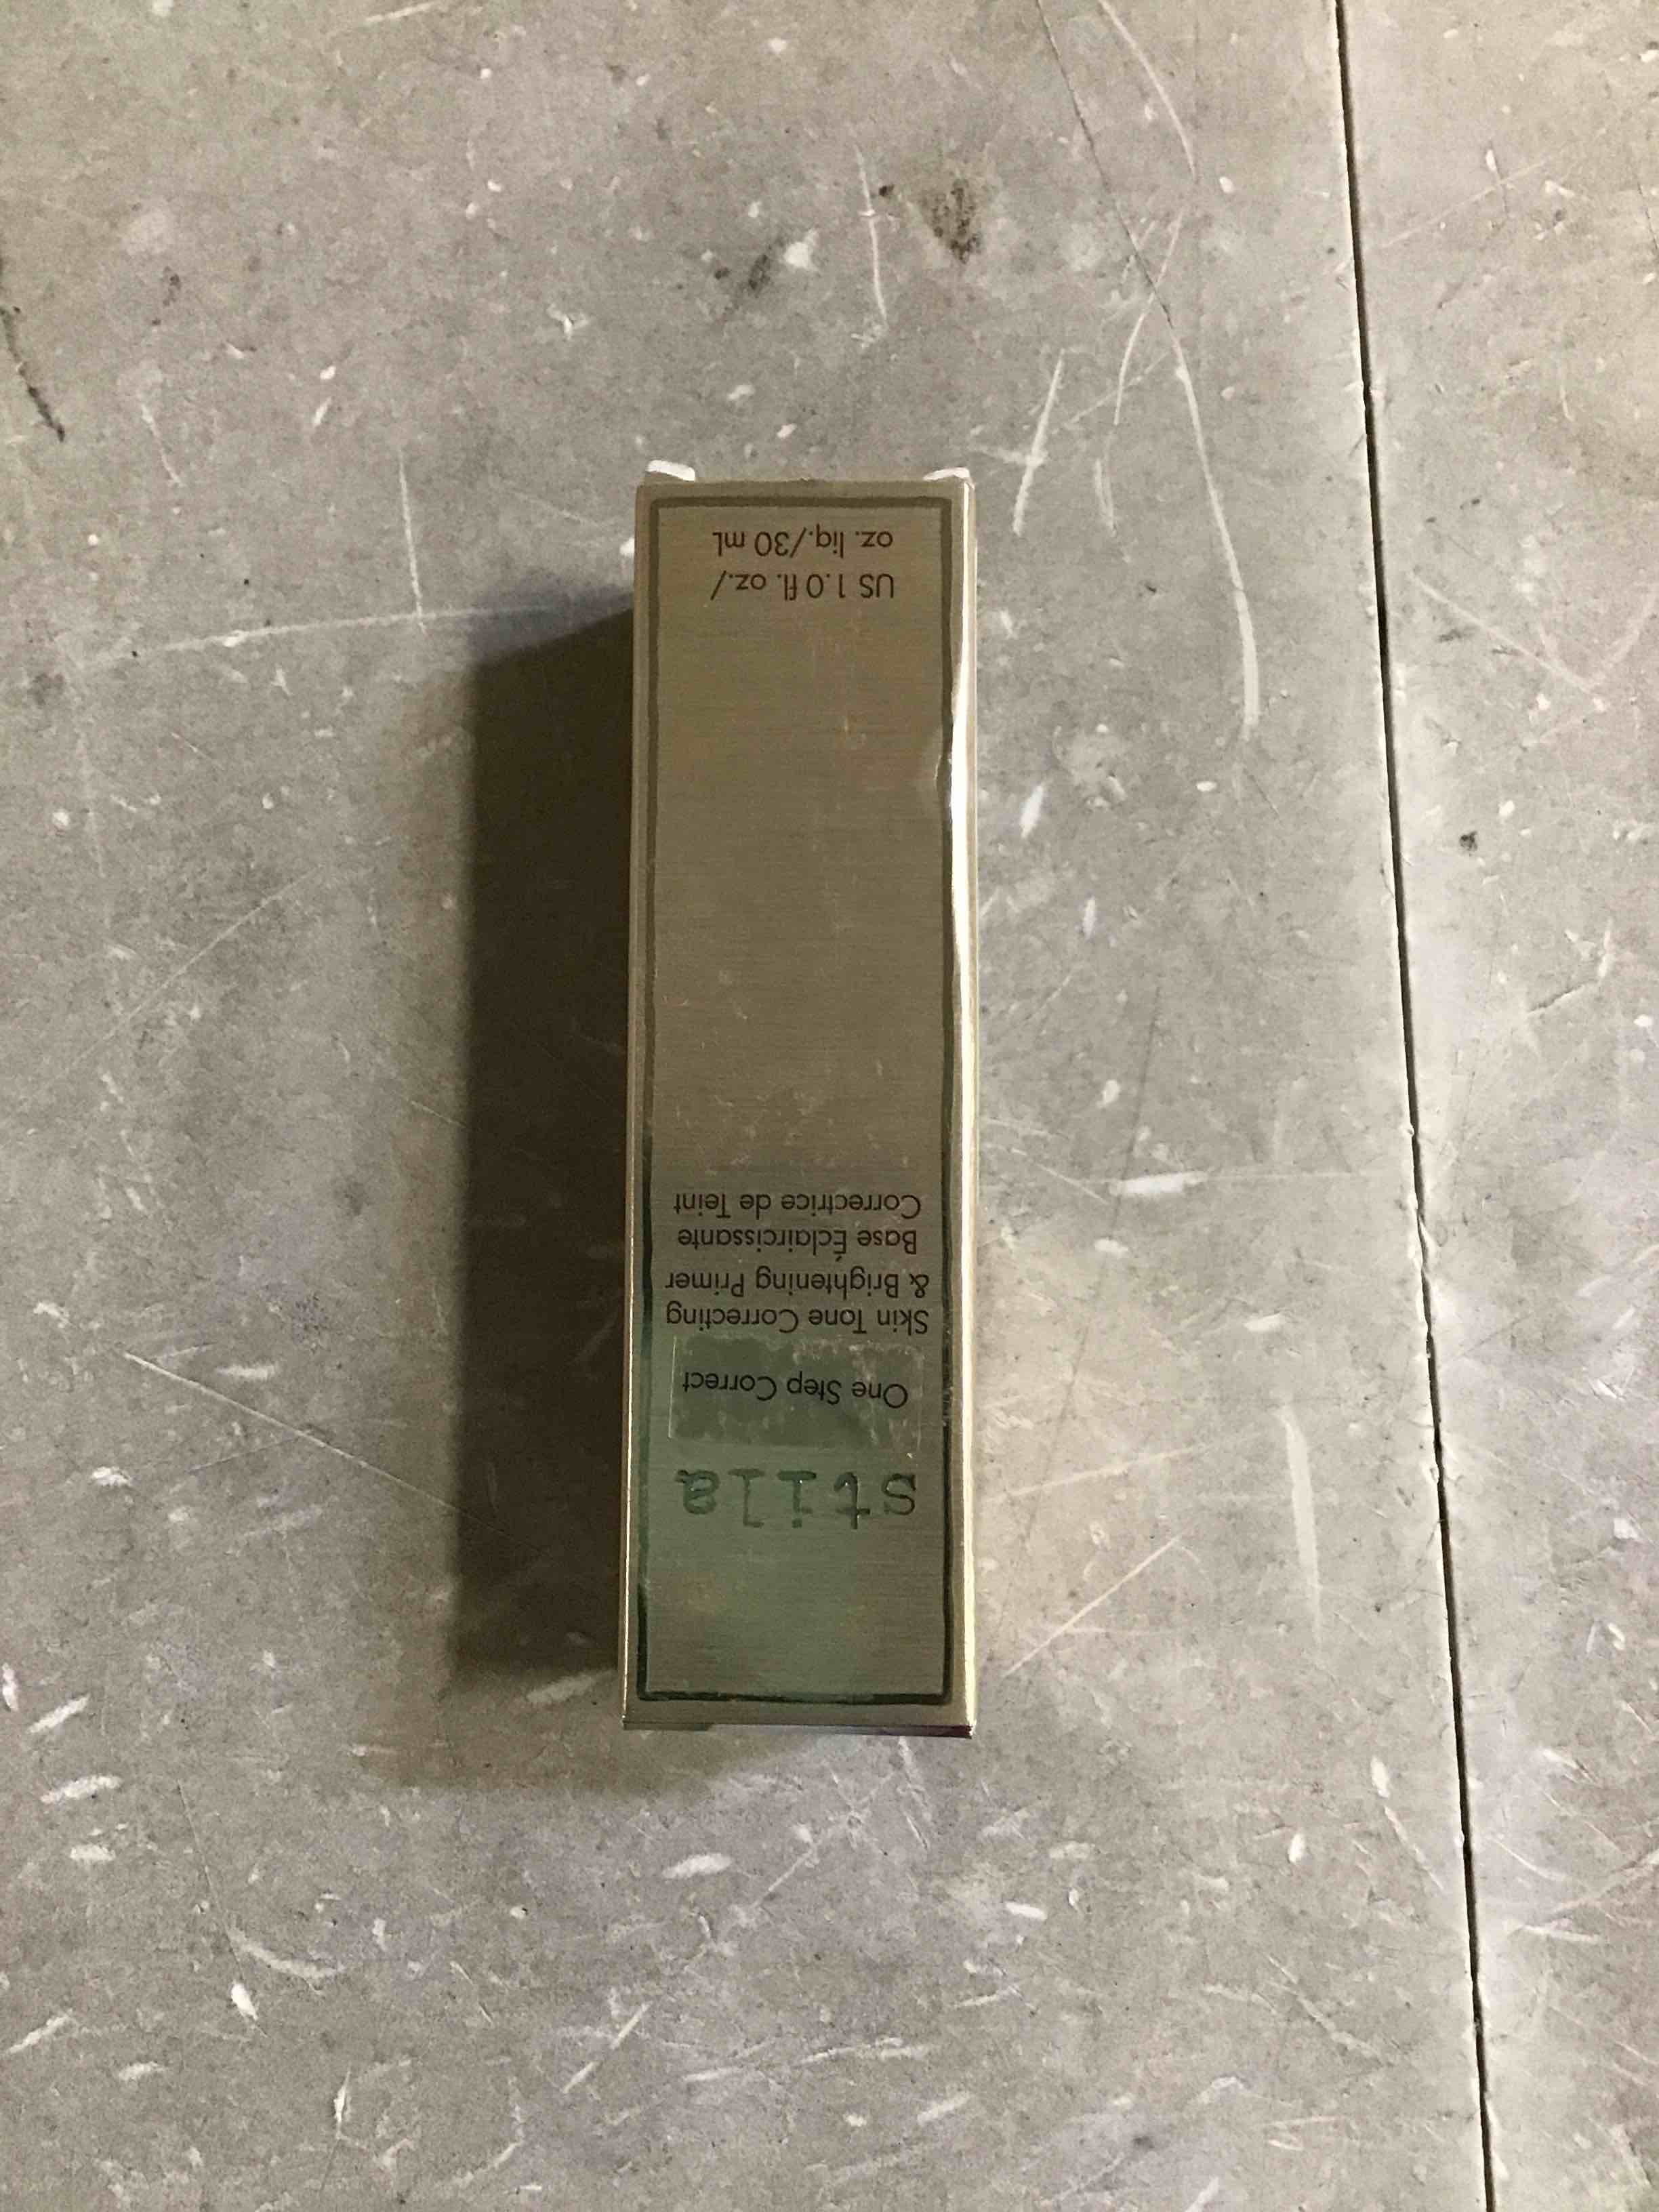 stila
One Step Correct
Skin Tone Correcting
& Brightening Primer
Base Éclaircissante
Correctrice de Teint
US 1.0 fl. oz./
oz. liq./30 mL